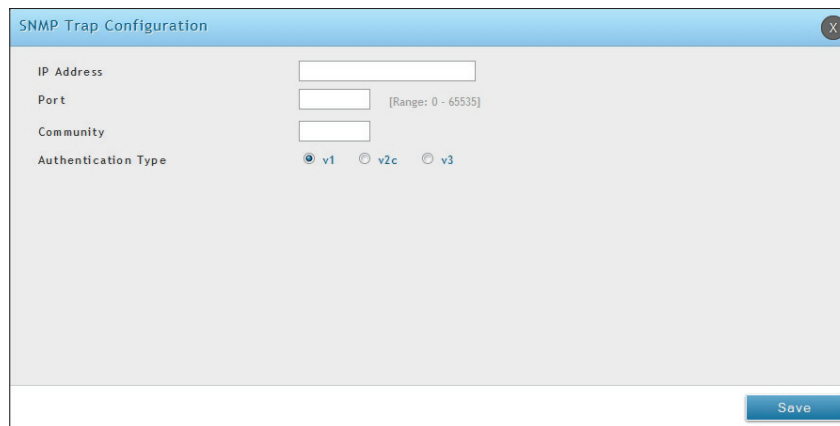 SNMP Trap Configuration
X
IP Address
Port [Range: 0 - 65535]
Community
Authentication Type v1 v2c v3
Save